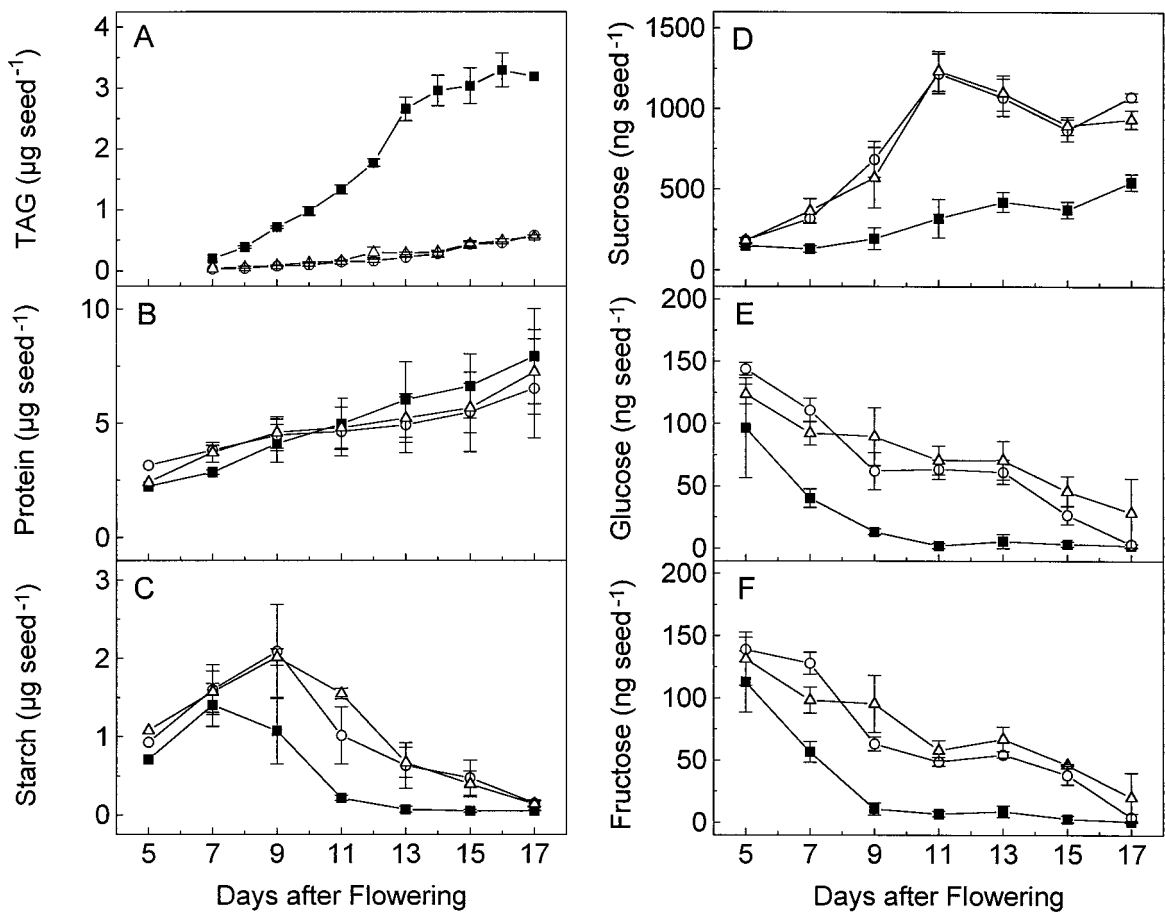 A
TAG (µg seed⁻¹)
4
3
2
1
0
B
Protein (µg seed⁻¹)
10
5
0
C
Starch (µg seed⁻¹)
3
2
1
0
5 7 9 11 13 15 17
Days after Flowering
D
Sucrose (ng seed⁻¹)
1500
1000
500
0
E
Glucose (ng seed⁻¹)
200
150
100
50
0
F
Fructose (ng seed⁻¹)
200
150
100
50
0
5 7 9 11 13 15 17
Days after Flowering